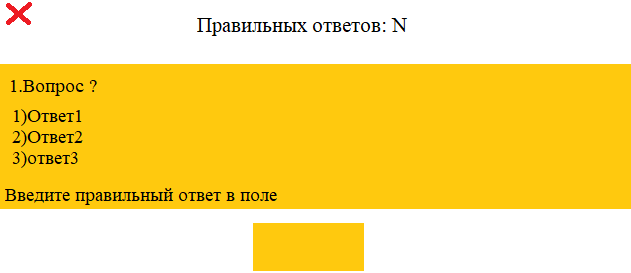 Правильных ответов: N
1.Вопрос ?
1)Ответ1
2)Ответ2
3)ответ3
Введите правильный ответ в поле